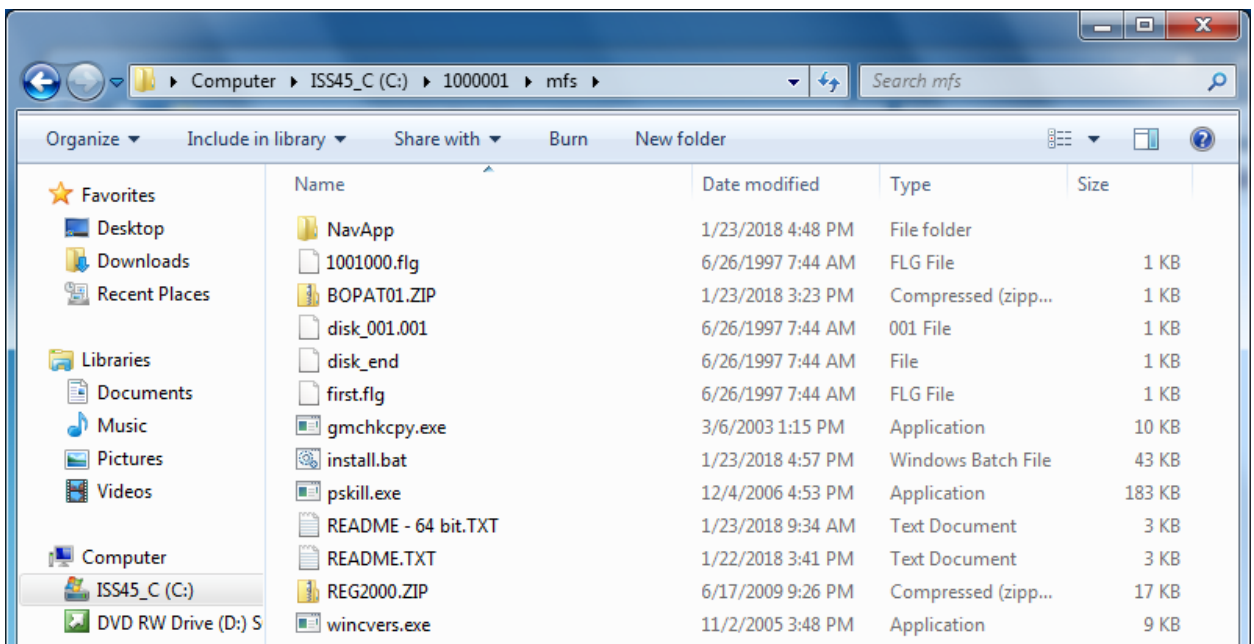 Computer ISS45_C (C:) 1000001 mfs Search mfs
Organize Include in library Share with Burn New folder
Favorites
Desktop
Downloads
Recent Places
Libraries
Documents
Music
Pictures
Videos
Computer
ISS45_C (C:)
DVD RW Drive (D:) S
Name Date modified Type Size
NavApp 1/23/2018 4:48 PM File folder
1001000.flg 6/26/1997 7:44 AM FLG File 1 KB
BOPAT01.ZIP 1/23/2018 3:23 PM Compressed (zipp... 1 KB
disk_001.001 6/26/1997 7:44 AM 001 File 1 KB
disk_end 6/26/1997 7:44 AM File 1 KB
first.flg 6/26/1997 7:44 AM FLG File 1 KB
gmchkcpy.exe 3/6/2003 1:15 PM Application 10 KB
install.bat 1/23/2018 4:57 PM Windows Batch File 43 KB
pskill.exe 12/4/2006 4:53 PM Application 183 KB
README - 64 bit.TXT 1/23/2018 9:34 AM Text Document 3 KB
README.TXT 1/22/2018 3:41 PM Text Document 3 KB
REG2000.ZIP 6/17/2009 9:26 PM Compressed (zipp... 17 KB
wincvers.exe 11/2/2005 3:48 PM Application 9 KB